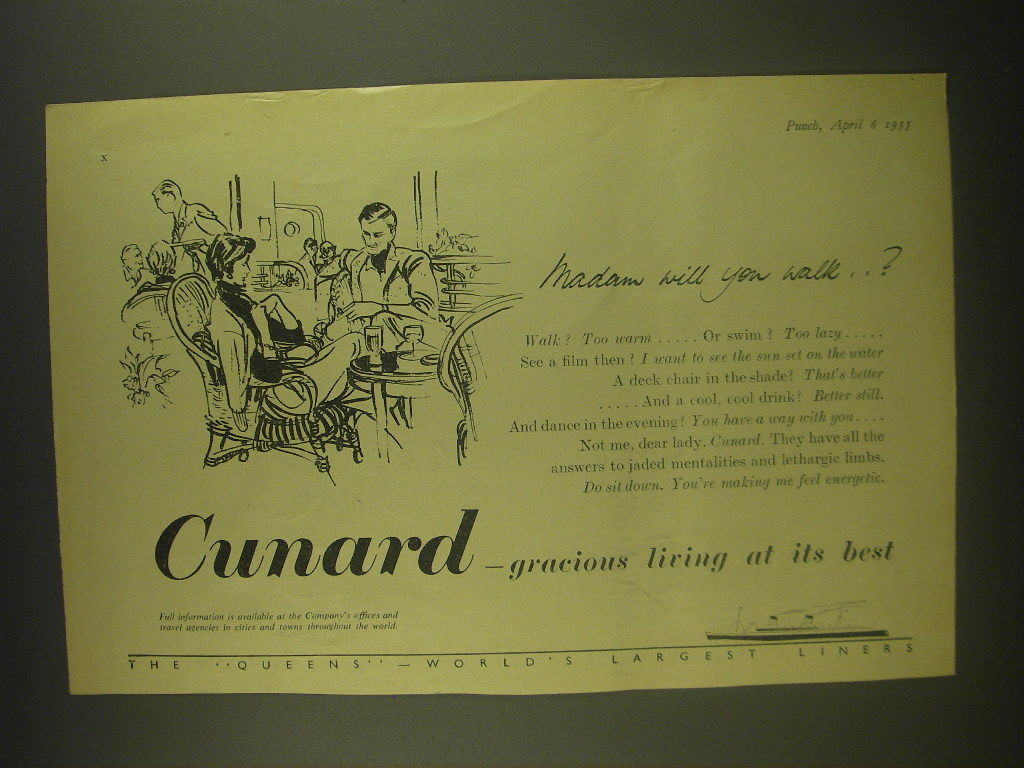 Punch, April 6 1955
x
Madam will you walk . . ?
Walk? Too warm ..... Or swim? Too lazy .....
See a film then? I want to see the sun set on the water
A deck chair in the shade? That's better
..... And a cool, cool drink? Better still.
And dance in the evening? You have a way with you ....
Not me, dear lady. Cunard. They have all the
answers to jaded mentalities and lethargic limbs.
Do sit down. You're making me feel energetic.
Cunard — gracious living at its best
Full information is available at the Company's offices and
travel agencies in cities and towns throughout the world.
THE "QUEENS" — WORLD'S LARGEST LINERS